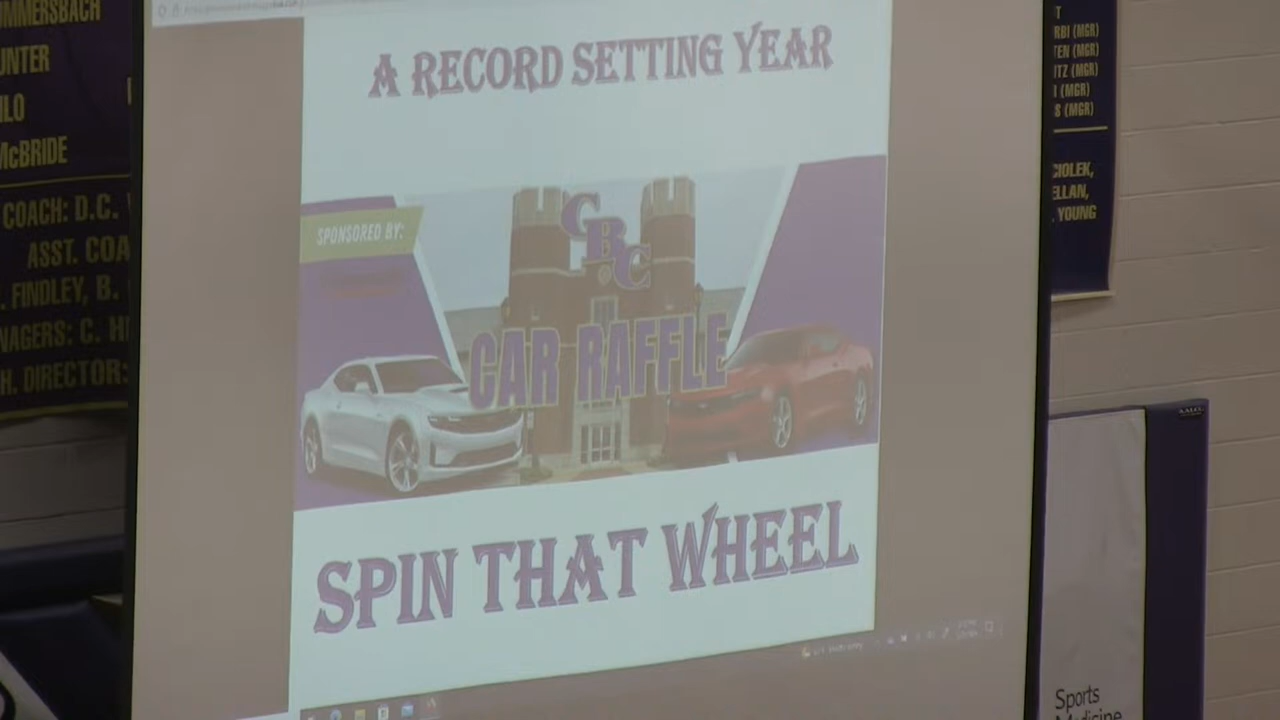 UNTER
McBRIDE
COACH: D.C.
ASST. COA
. FINDLEY, B.
NAGERS: C. H
H. DIRECTOR:
A RECORD SETTING YEAR
SPONSORED BY:
CBC
CAR RAFFLE
SPIN THAT WHEEL
T
RBI (MGR)
TEN (MGR)
ITZ (MGR)
I (MGR)
S (MGR)
CIOLEK,
ELLAN,
. YOUNG
Sports
Medicine